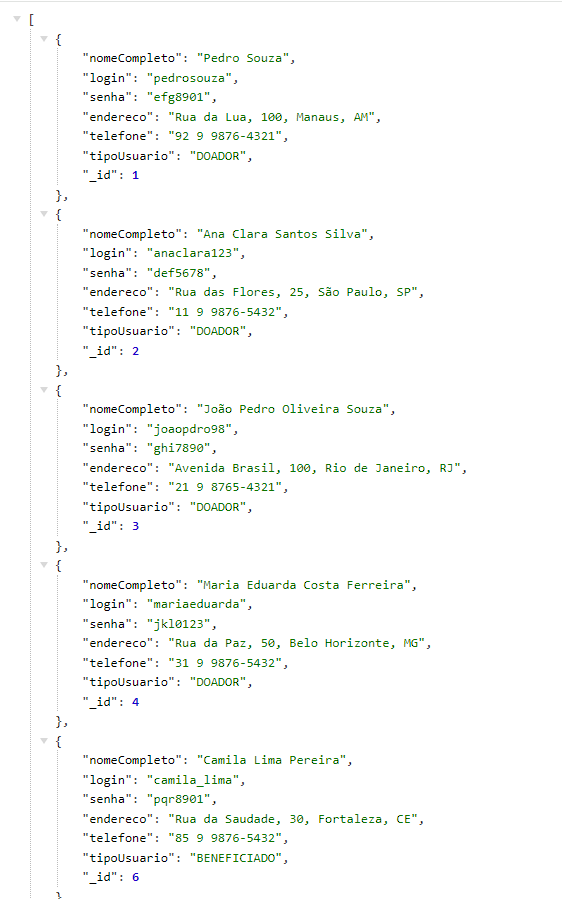 [
{
"nomeCompleto": "Pedro Souza",
"login": "pedrosouza",
"senha": "efg8901",
"endereco": "Rua da Lua, 100, Manaus, AM",
"telefone": "92 9 9876-4321",
"tipoUsuario": "DOADOR",
"_id": 1
},
{
"nomeCompleto": "Ana Clara Santos Silva",
"login": "anaclara123",
"senha": "def5678",
"endereco": "Rua das Flores, 25, São Paulo, SP",
"telefone": "11 9 9876-5432",
"tipoUsuario": "DOADOR",
"_id": 2
},
{
"nomeCompleto": "João Pedro Oliveira Souza",
"login": "joaopdro98",
"senha": "ghi7890",
"endereco": "Avenida Brasil, 100, Rio de Janeiro, RJ",
"telefone": "21 9 8765-4321",
"tipoUsuario": "DOADOR",
"_id": 3
},
{
"nomeCompleto": "Maria Eduarda Costa Ferreira",
"login": "mariaeduarda",
"senha": "jkl0123",
"endereco": "Rua da Paz, 50, Belo Horizonte, MG",
"telefone": "31 9 9876-5432",
"tipoUsuario": "DOADOR",
"_id": 4
},
{
"nomeCompleto": "Camila Lima Pereira",
"login": "camila_lima",
"senha": "pqr8901",
"endereco": "Rua da Saudade, 30, Fortaleza, CE",
"telefone": "85 9 9876-5432",
"tipoUsuario": "BENEFICIADO",
"_id": 6
}